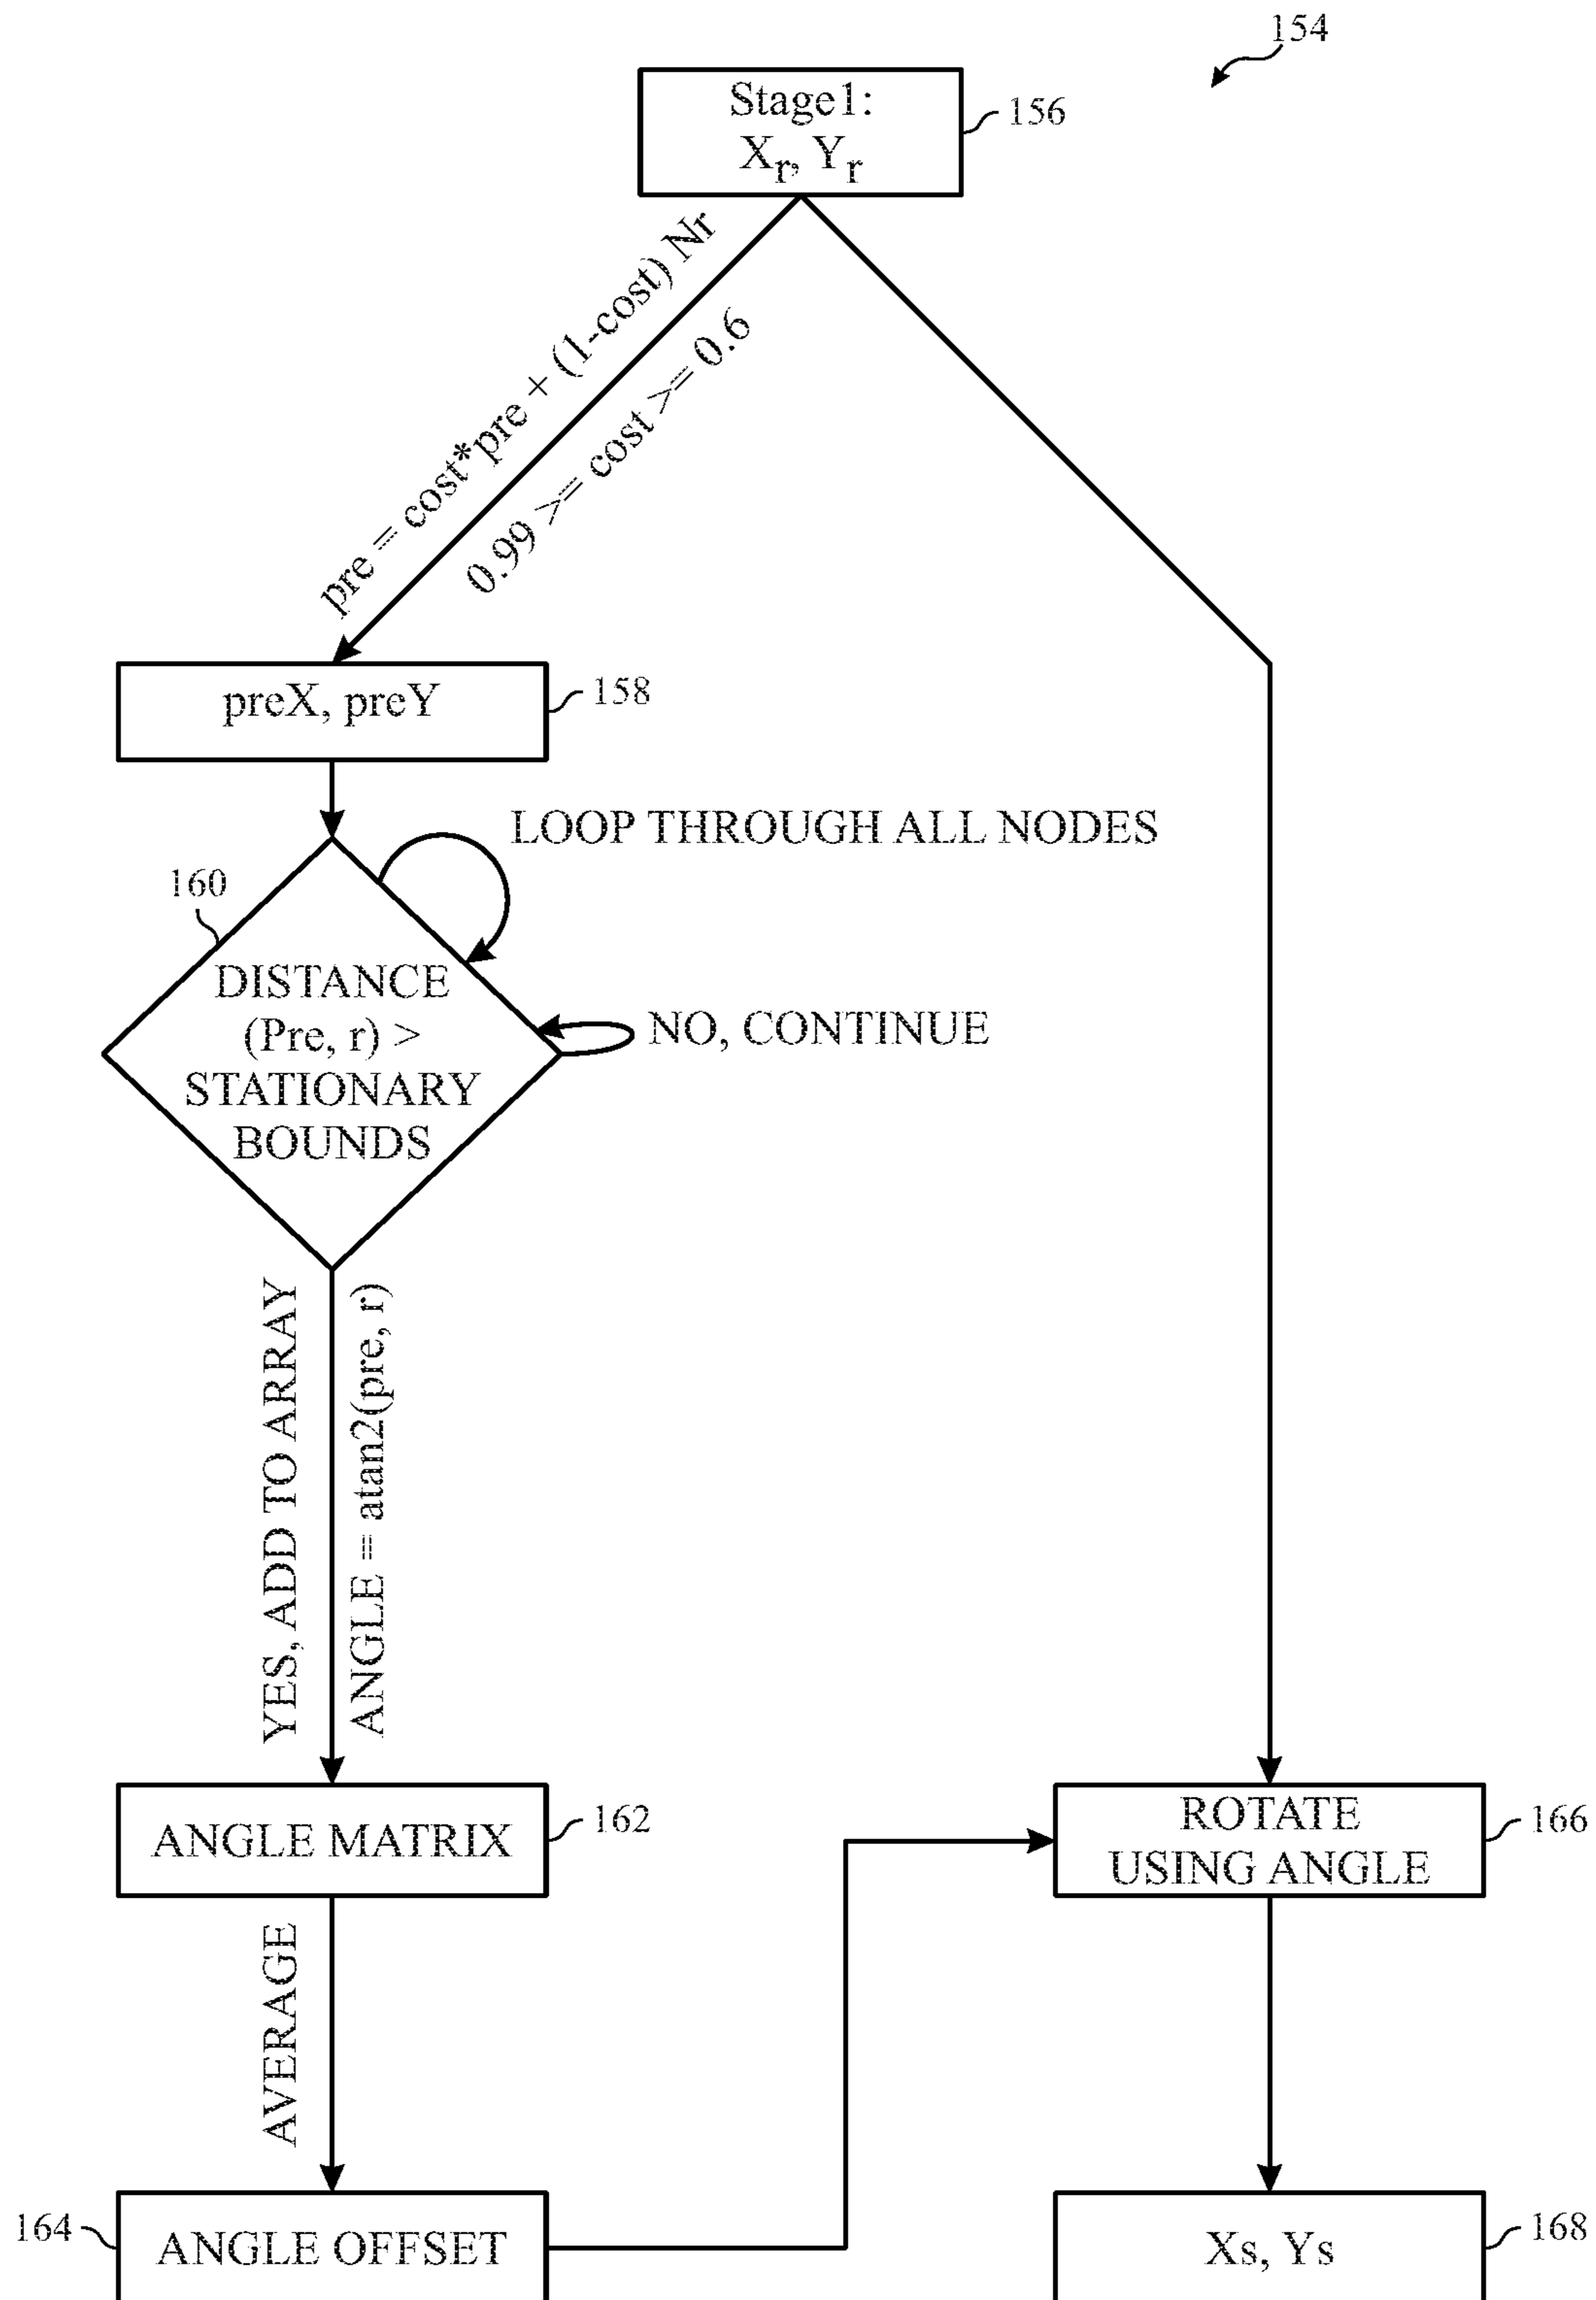 154
Stage1:
Xr, Yr
156
pre = cost*pre + (1-cost) Nr
0.99 >= cost >= 0.6
preX, preY
158
LOOP THROUGH ALL NODES
160
DISTANCE
(Pre, r) >
STATIONARY
BOUNDS
NO, CONTINUE
YES, ADD TO ARRAY
ANGLE = atan2(pre, r)
ANGLE MATRIX
162
ROTATE
USING ANGLE
166
AVERAGE
164
ANGLE OFFSET
Xs, Ys
168